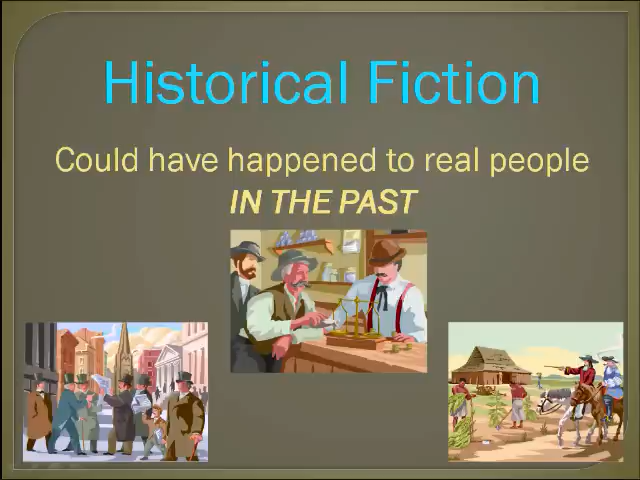 Historical Fiction
Could have happened to real people
IN THE PAST